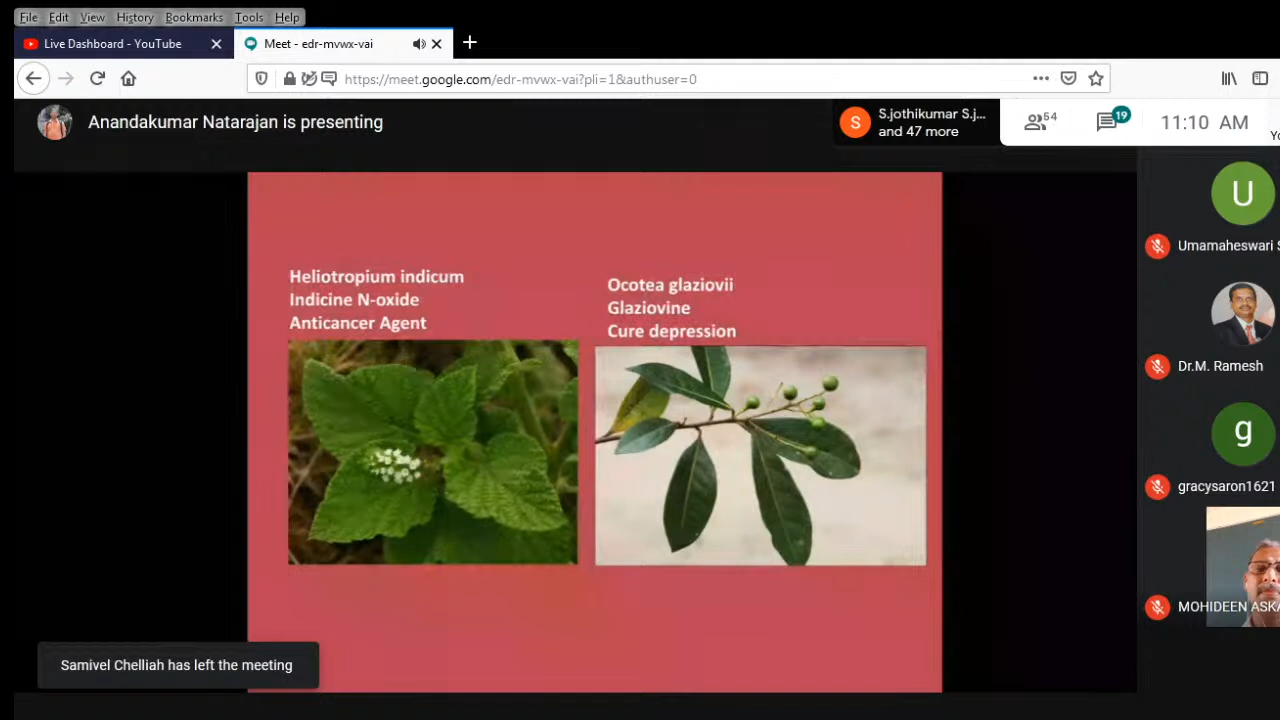 File Edit View History Bookmarks Tools Help
Live Dashboard - YouTube
Meet - edr-mvwx-vai
https://meet.google.com/edr-mvwx-vai?pli=1&authuser=0
Anandakumar Natarajan is presenting
S
S.jothikumar S.j...
and 47 more
54
19
11:10 AM
U
Umamaheswari
Dr.M. Ramesh
g
gracysaron1621
MOHIDEEN
Heliotropium indicum
Indicine N-oxide
Anticancer Agent
Ocotea glaziovii
Glaziovine
Cure depression
Samivel Chelliah has left the meeting